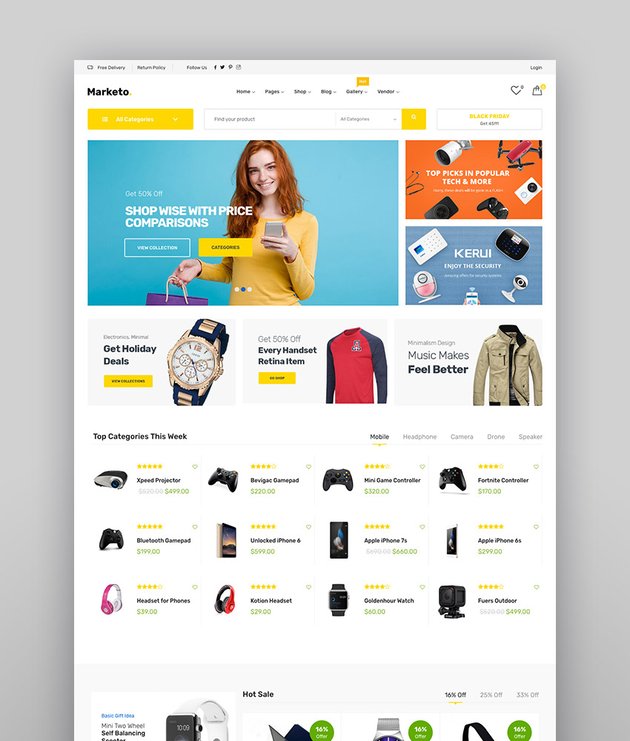 Free Delivery
Return Policy
Follow Us
Login
Marketo.
Home
Pages
Shop
Blog
Gallery
Vendor
0
All Categories
Find your product
All Categories
BLACK FRIDAY
Get 45%!!!
Get 50% Off
SHOP WISE WITH PRICE
COMPARISONS
VIEW COLLECTION
CATEGORIES
TOP PICKS IN POPULAR
TECH & MORE
KERUI
ENJOY THE SECURITY
Amazing offers for security systems
Electronics, Minimal
Get Holiday
Deals
VIEW COLLECTIONS
Get 50% Off
Every Handset
Retina Item
GO SHOP
Minimalism Design
Music Makes
Feel Better
Top Categories This Week
Mobile
Headphone
Camera
Drone
Speaker
Xpeed Projector
$520.00 $499.00
Bevigac Gamepad
$220.00
Mini Game Controller
$320.00
Fortnite Controller
$170.00
Bluetooth Gamepad
$199.00
Unlocked iPhone 6
$599.00
Apple iPhone 7s
$690.00 $660.00
Apple iPhone 6s
$299.00
Headset for Phones
$39.00
Kotion Headset
$29.00
Goldenhour Watch
$60.00
Fuers Outdoor
$520.00 $499.00
Basic Gift Idea
Mini Two Wheel
Self Balancing
Scooter
Hot Sale
16% Off
25% Off
33% Off
16%
Offer
16%
Offer
16%
Offer